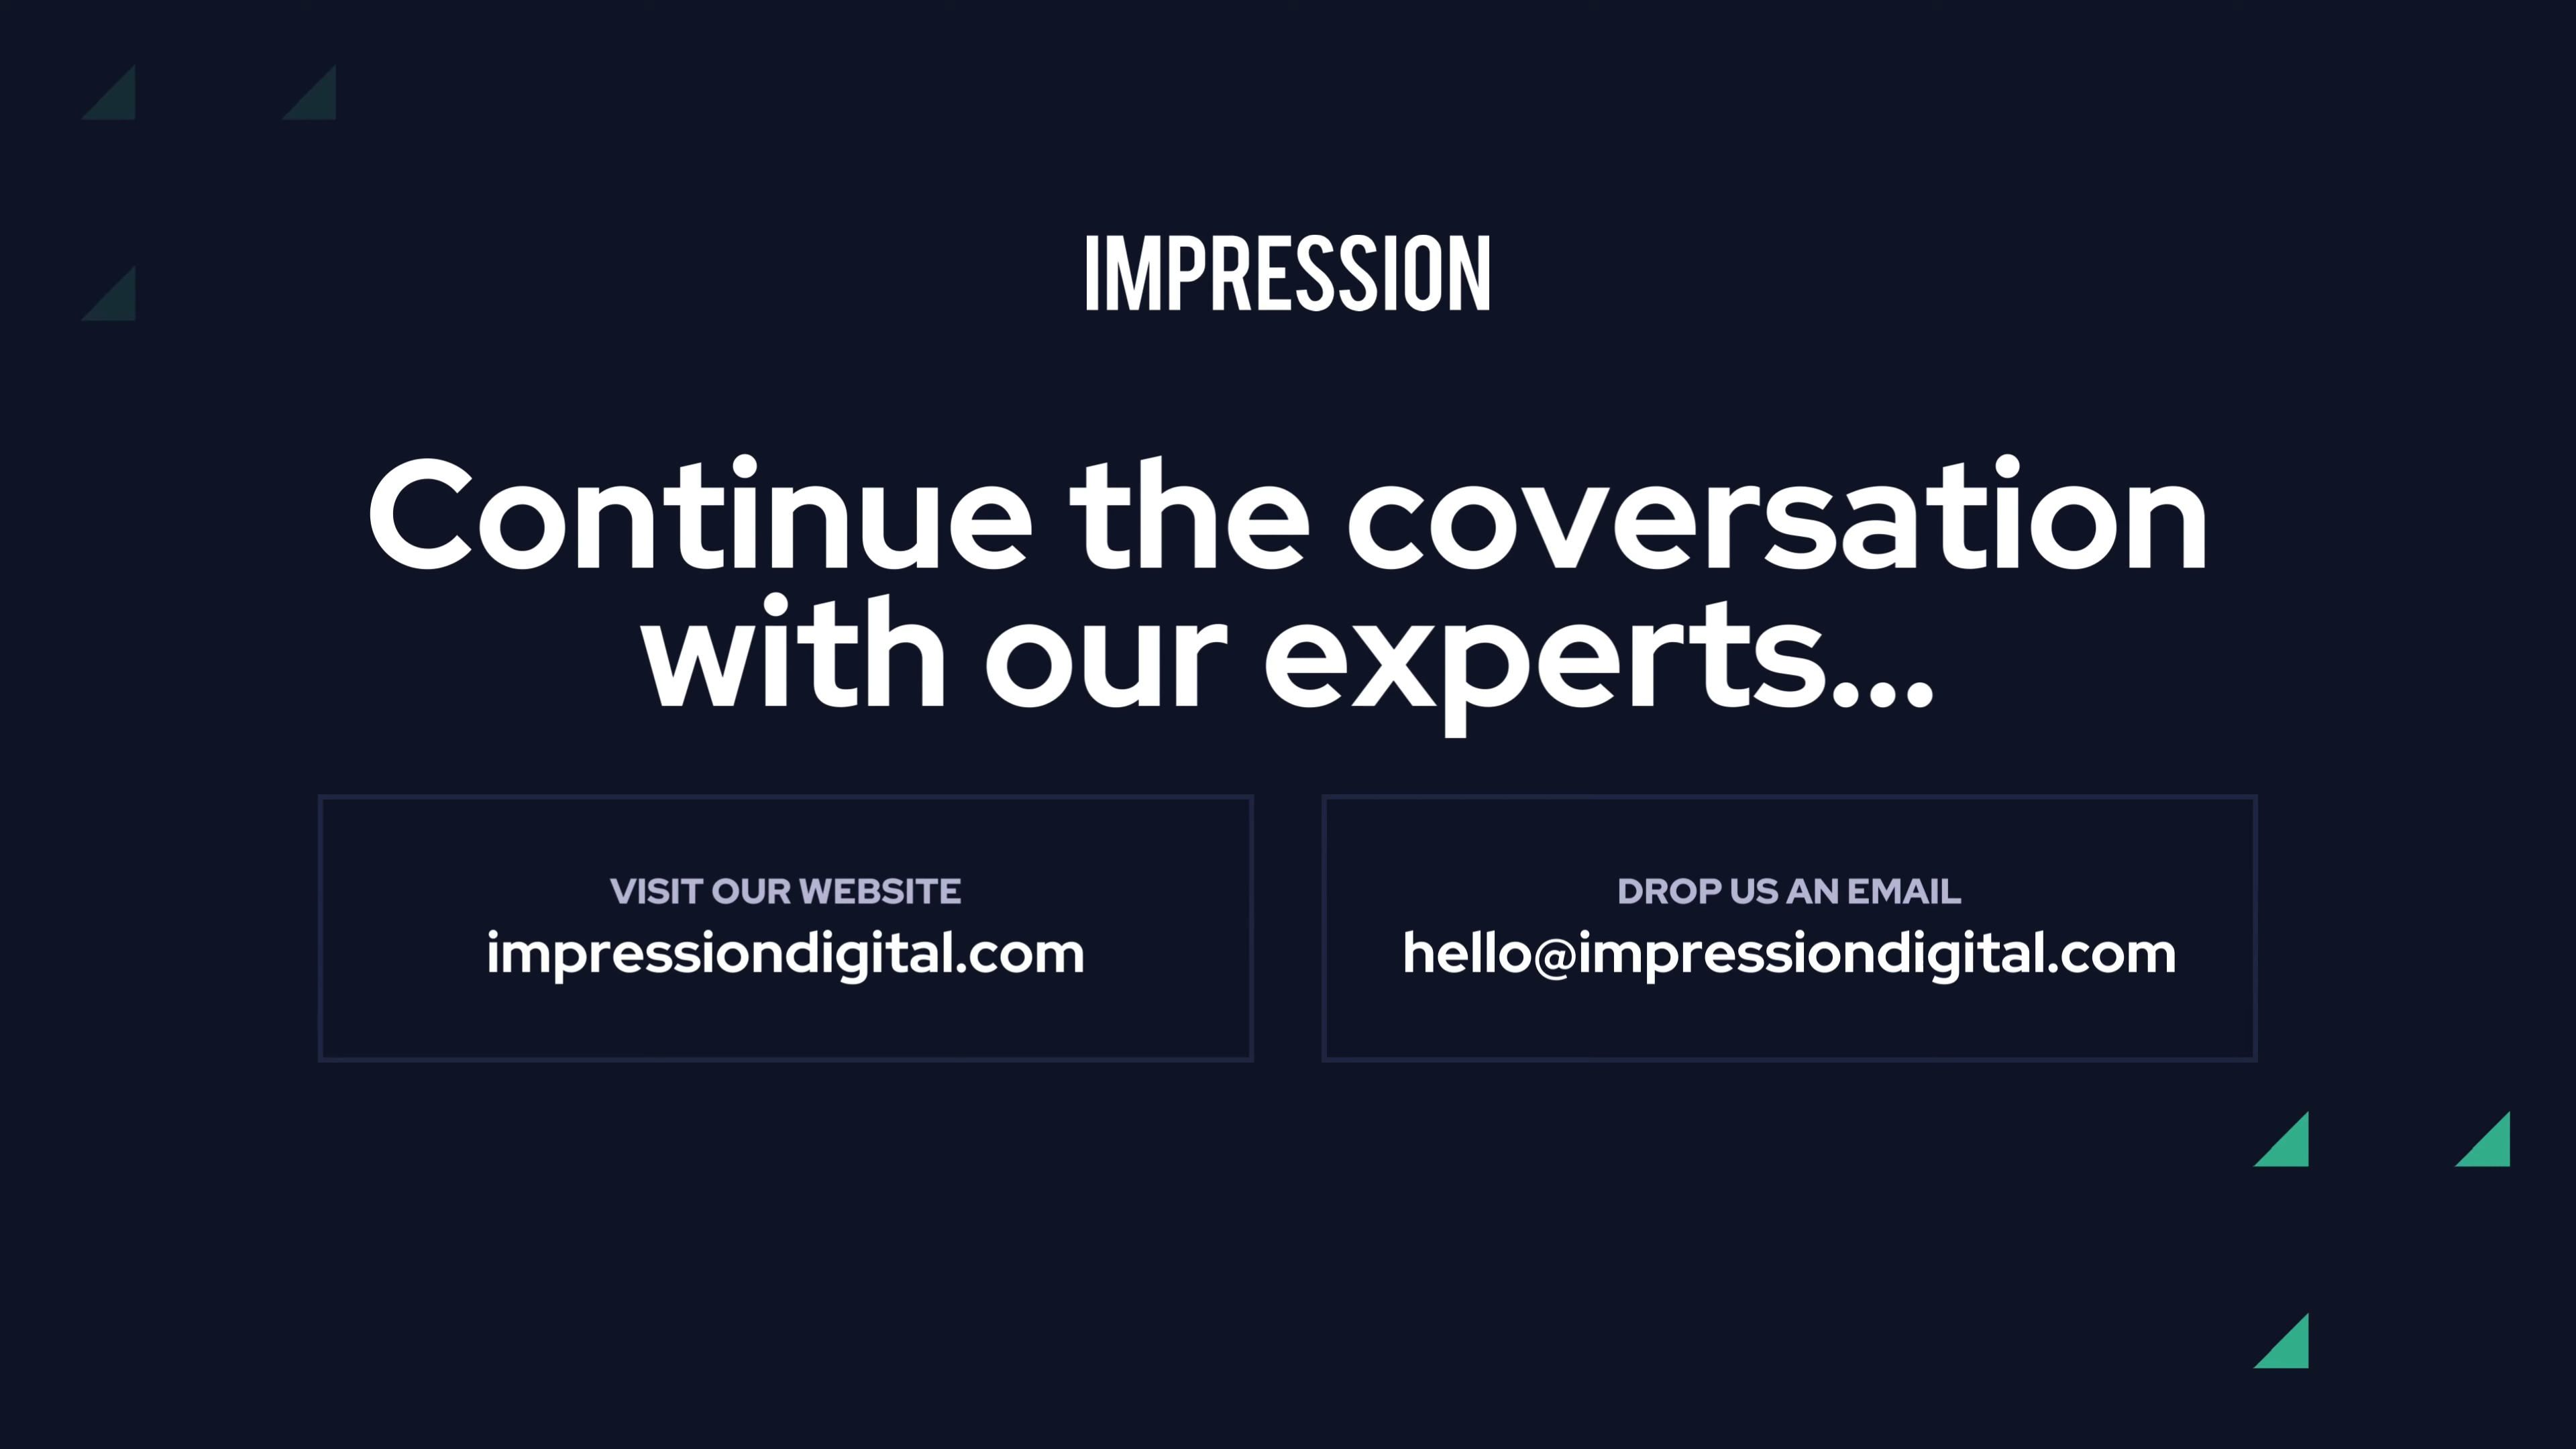 IMPRESSION
Continue the coversation
with our experts...
VISIT OUR WEBSITE
impressiondigital.com
DROP US AN EMAIL
hello@impressiondigital.com